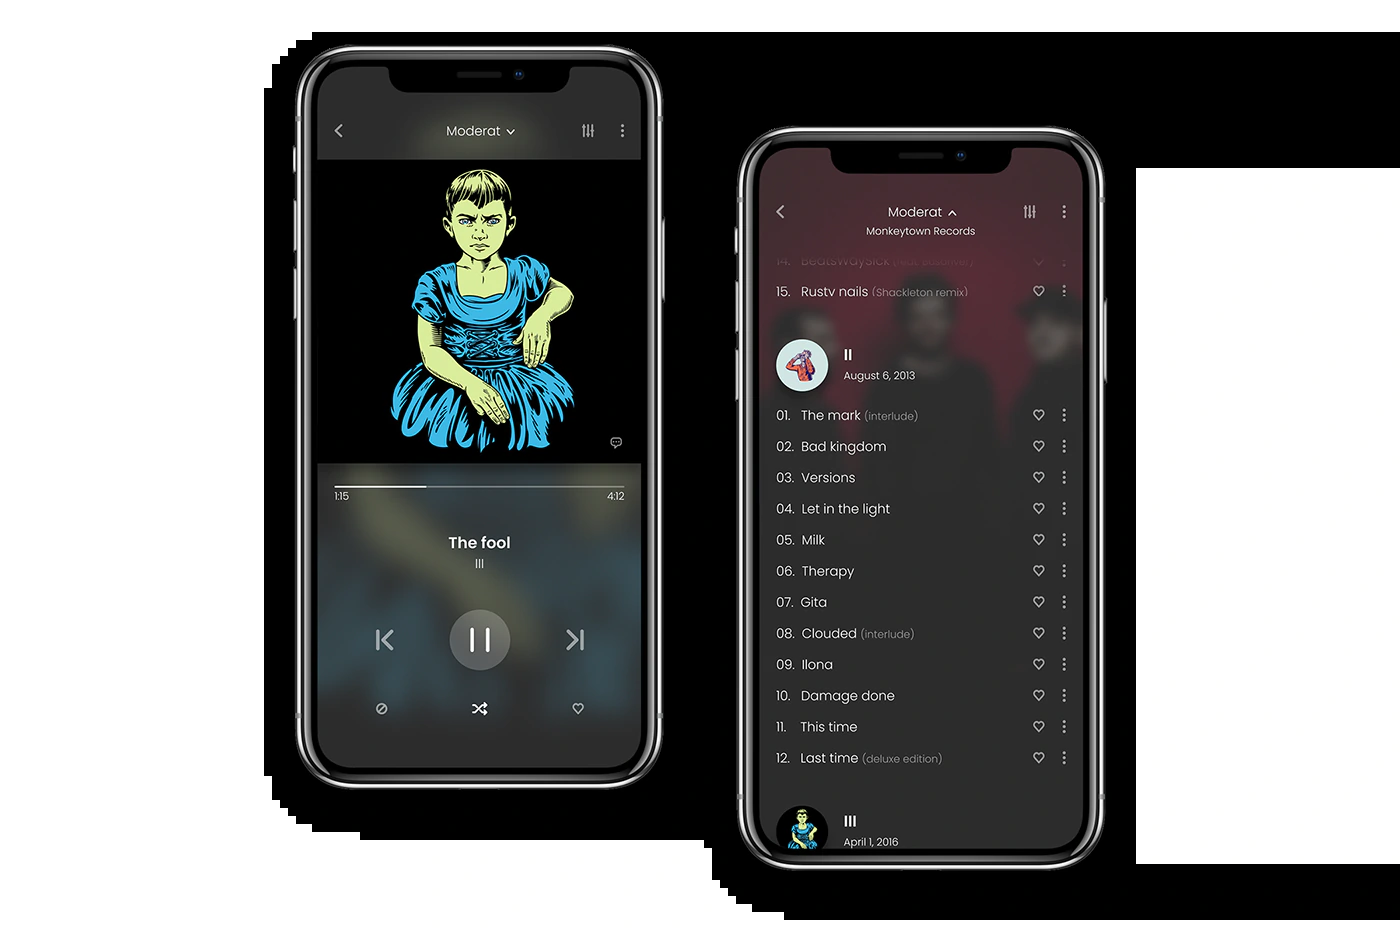 Moderat
1:15
4:12
The fool
III
Moderat
Monkeytown Records
14. BeatsWaySick
15. Rusty nails (Shackleton remix)
II
August 6, 2013
01. The mark (interlude)
02. Bad kingdom
03. Versions
04. Let in the light
05. Milk
06. Therapy
07. Gita
08. Clouded (interlude)
09. Ilona
10. Damage done
11. This time
12. Last time (deluxe edition)
III
April 1, 2016